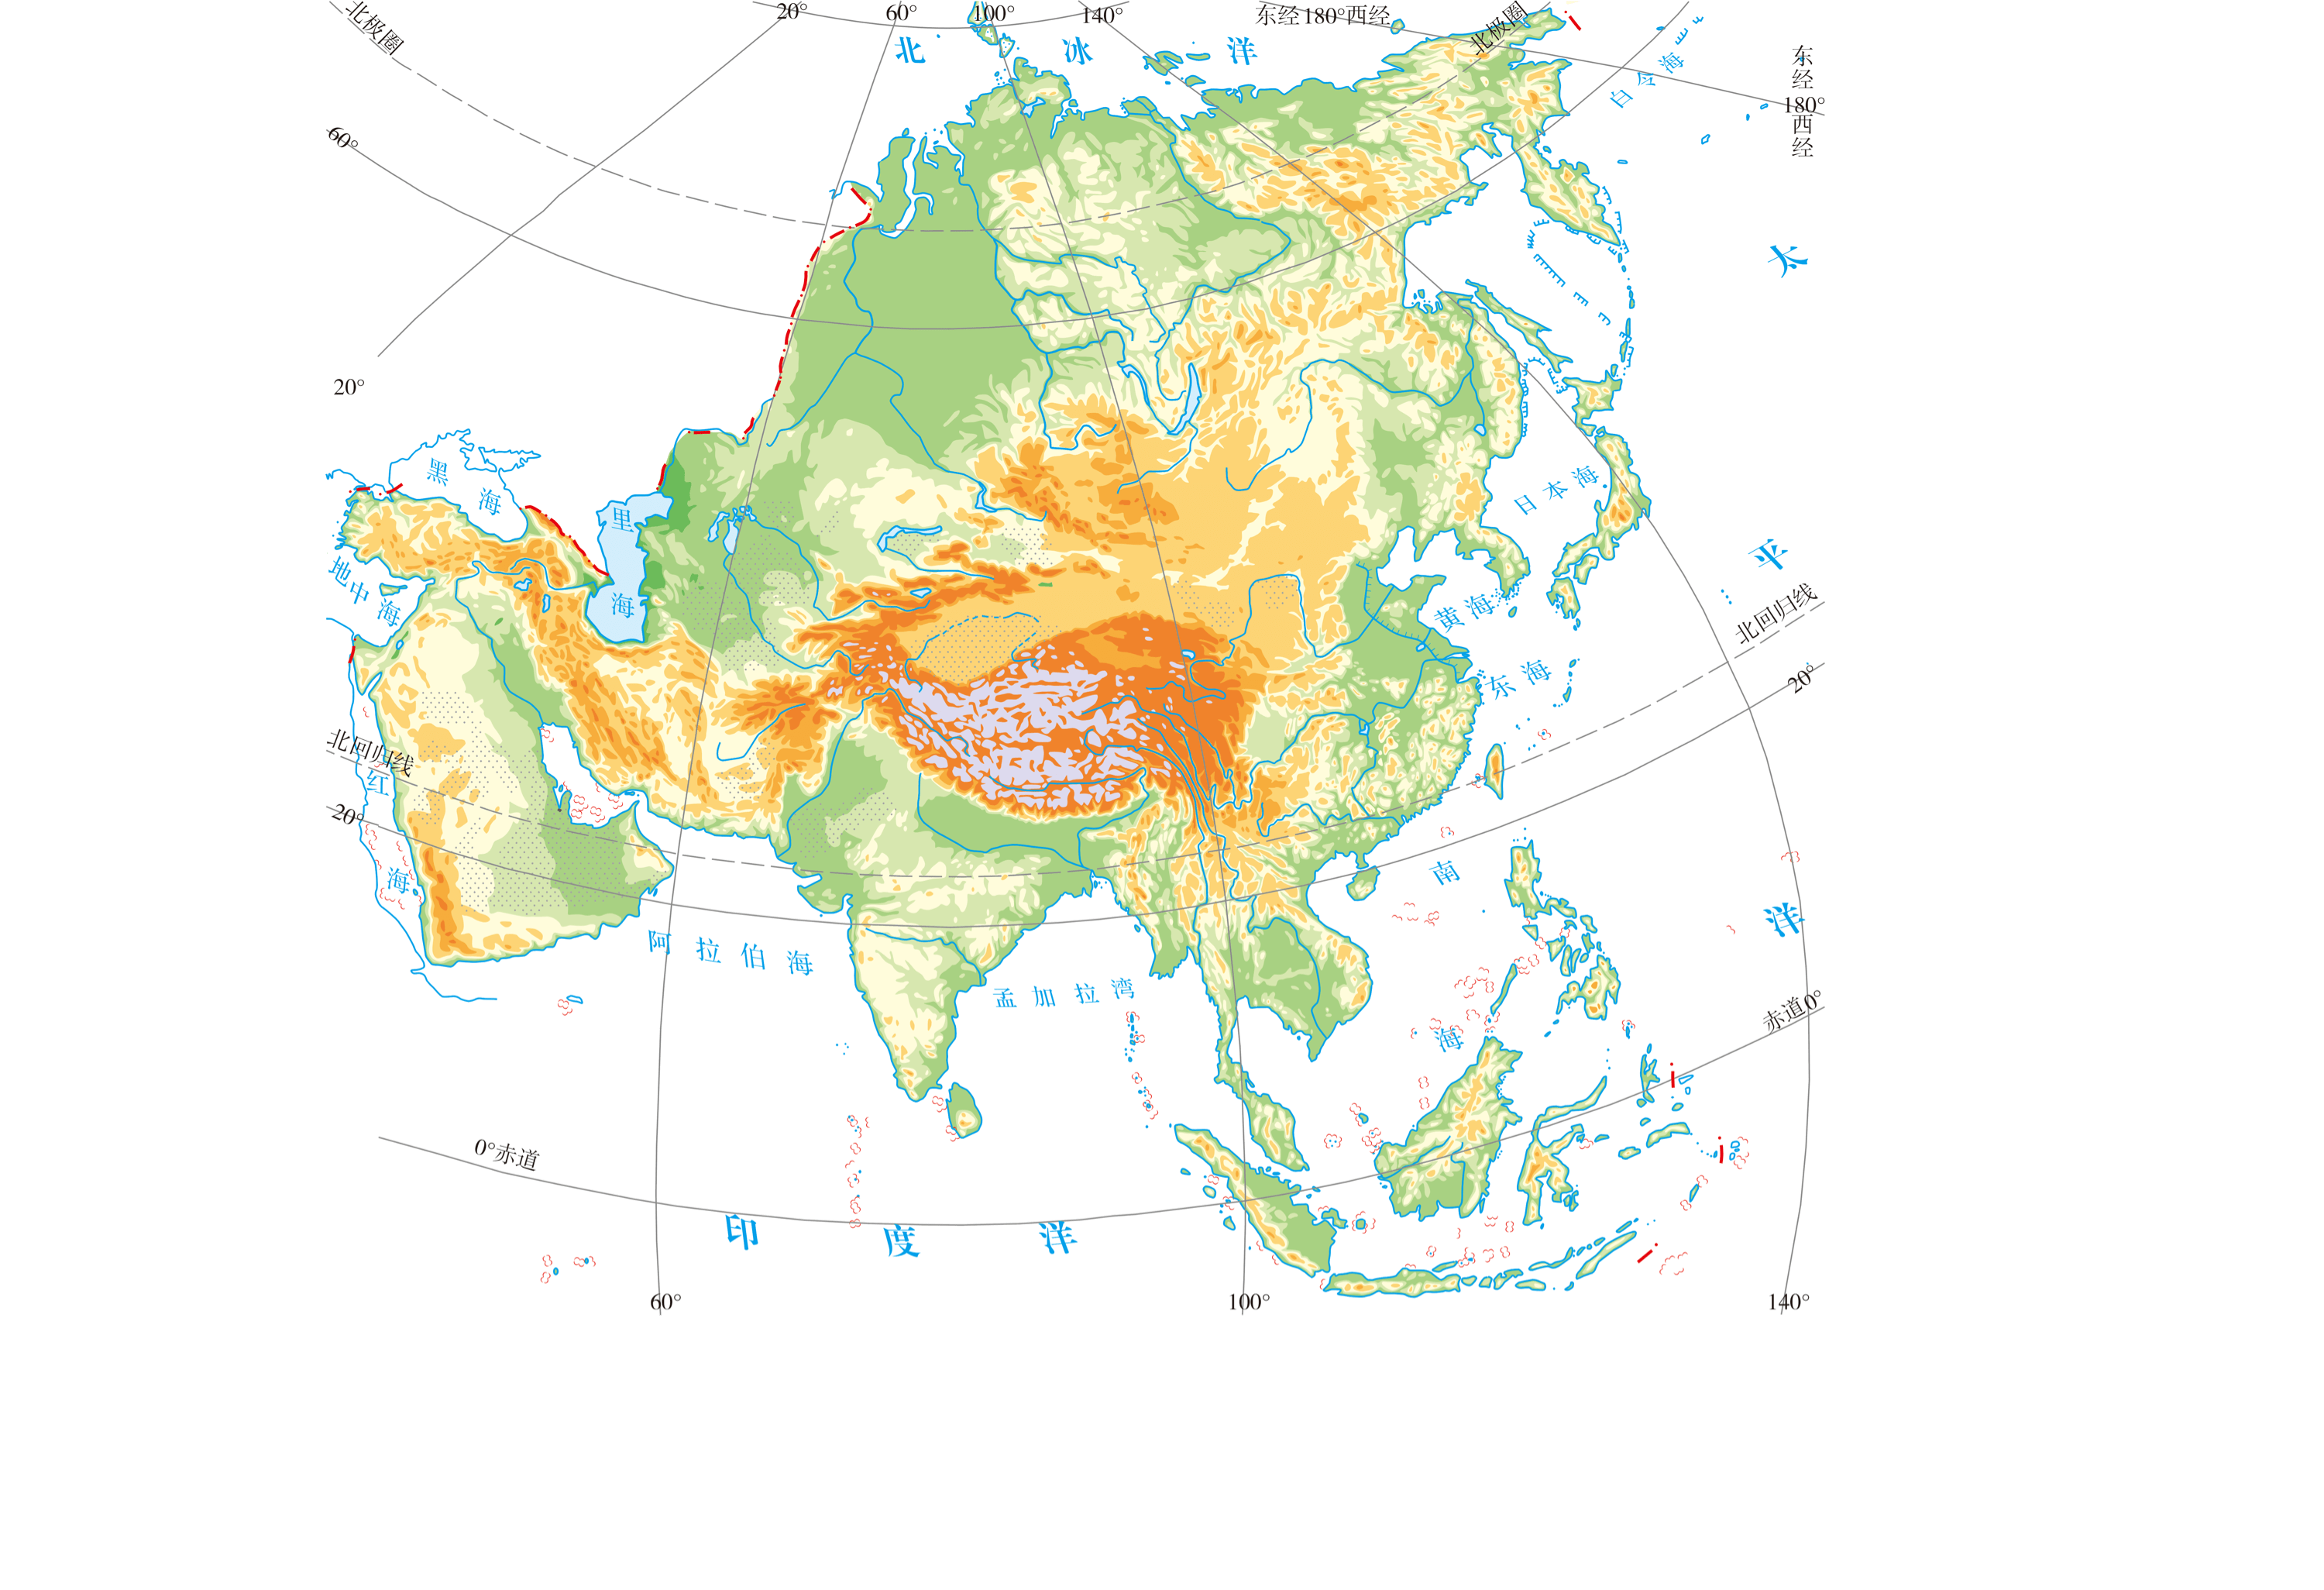 20°
60°
100°
140°
东经180°西经
北极圈
北极圈
北冰洋
白令海
东经
180°
西经
60°
太
20°
黑海
里海
日本海
平
地中海
黄海
北回归线
东海
20°
北回归线
红海
20°
南海
洋
阿拉伯海
孟加拉湾
赤道0°
0°赤道
印度洋
60°
100°
140°